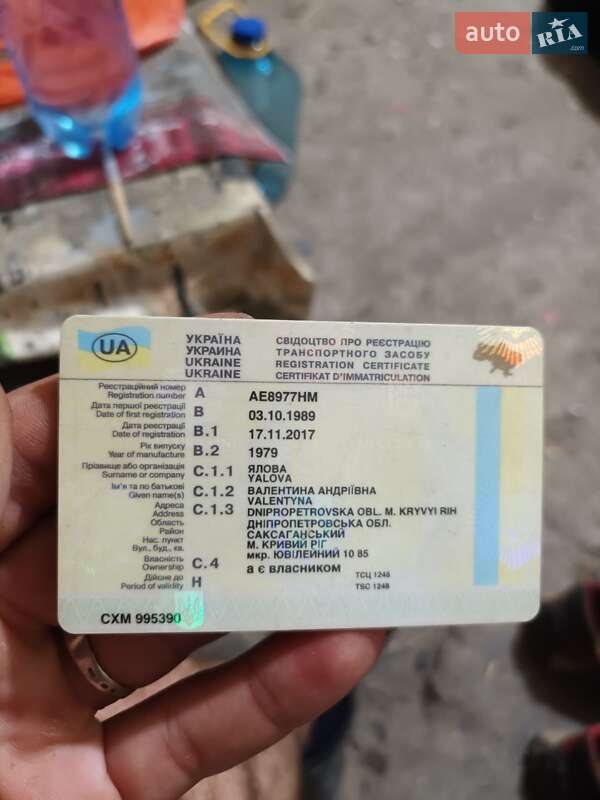 auto RIA .com
UA
УКРАЇНА
УКРАИНА
UKRAINE
UKRAINE
СВІДОЦТВО ПРО РЕЄСТРАЦІЮ
ТРАНСПОРТНОГО ЗАСОБУ
REGISTRATION CERTIFICATE
CERTIFIKAT D'IMMATRICULATION
Реєстраційний номер
Registration number A AE8977HM
Дата першої реєстрації
Date of first registration B 03.10.1989
Дата реєстрації
Date of registration B.1 17.11.2017
Рік випуску
Year of manufacture B.2 1979
Прізвище або організація
Surname or company C.1.1 ЯЛОВА
YALOVA
Ім'я та по батькові
Given name(s) C.1.2 ВАЛЕНТИНА АНДРІЇВНА
VALENTYNA
Адреса
Address C.1.3 DNIPROPETROVSKA OBL. M. KRYVYI RIH
Область ДНІПРОПЕТРОВСЬКА ОБЛ.
Район САКСАГАНСЬКИЙ
Нас. пункт М. КРИВИЙ РІГ
Вул., буд., кв. мкр. ЮВІЛЕЙНИЙ 10 85
Власність
Ownership C.4 а є власником
Дійсне до
Period of validity H
ТСЦ 1248
TSC 1248
CXM 995390